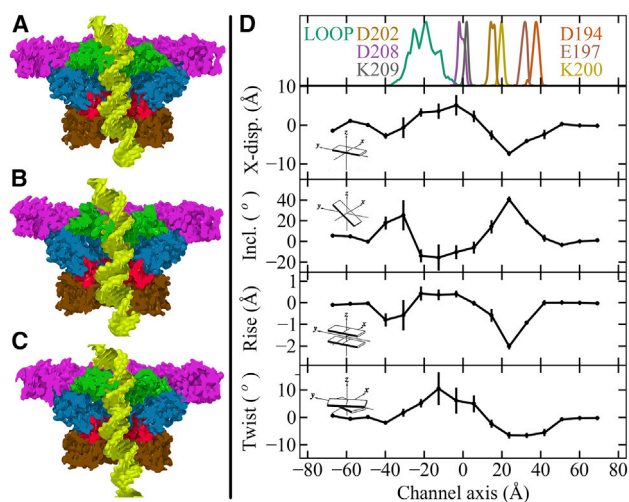 A
B
C
D
LOOP D202 D194
D208 E197
K209 K200
10
0
−10
X-disp. (Å)
z
y
x
40
20
0
−20
Incl. (°)
z
y
x
1
0
−1
−2
Rise (Å)
z
y
x
10
0
−10
Twist (°)
z
y
x
−80 −60 −40 −20 0 20 40 60 80
Channel axis (Å)